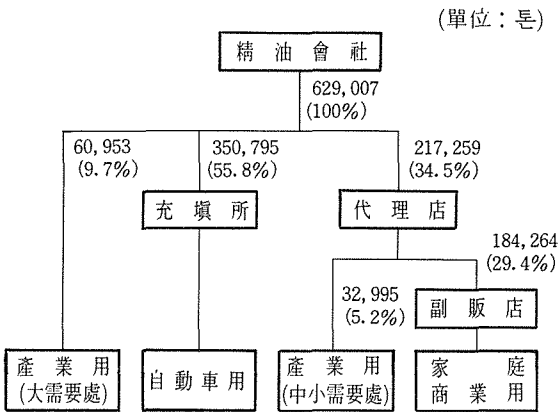 (單位 : 톤)
精油會社
629,007
(100%)
60,953
(9.7%)
350,795
(55.8%)
217,259
(34.5%)
充塡所
代理店
184,264
(29.4%)
32,995
(5.2%)
副販店
產業用
(大需要處)
自動車用
產業用
(中小需要處)
家庭
商業用